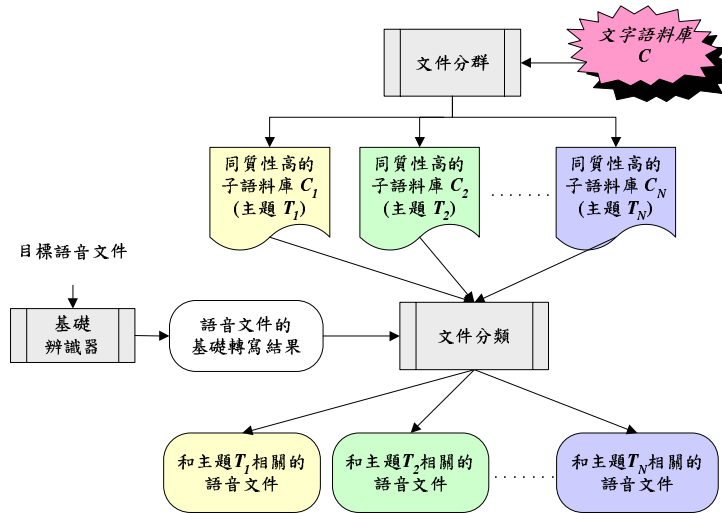 文字語料庫
C
文件分群
同質性高的
子語料庫 C1
(主題 T1)
同質性高的
子語料庫 C2
(主題 T2)
同質性高的
子語料庫 CN
(主題 TN)
目標語音文件
基礎
辨識器
語音文件的
基礎轉寫結果
文件分類
和主題T1相關的
語音文件
和主題T2相關的
語音文件
和主題TN相關的
語音文件